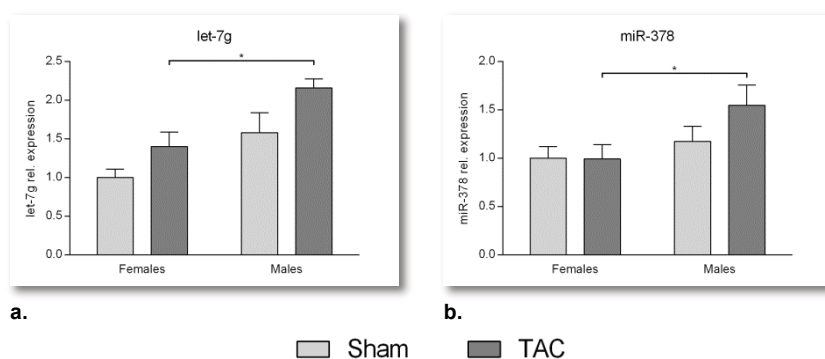 let-7g
let-7g rel. expression
2.5
2.0
1.5
1.0
0.5
0.0
*
Females
Males
a.
miR-378
miR-378 rel. expression
2.0
1.5
1.0
0.5
0.0
*
Females
Males
b.
Sham
TAC